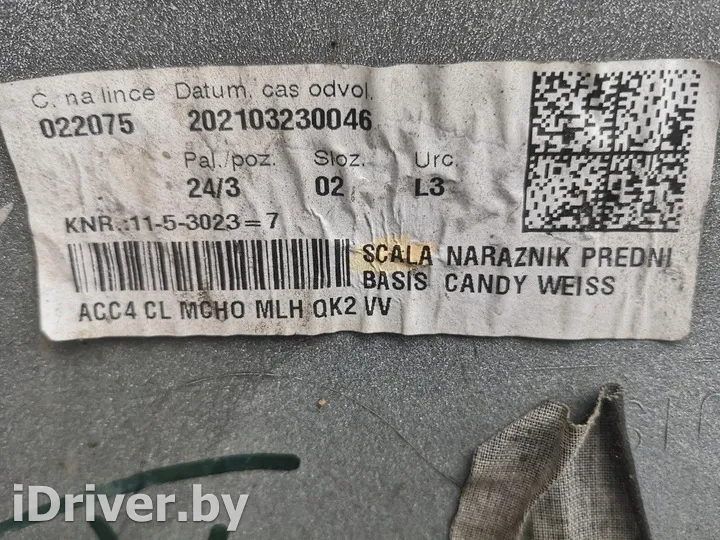 C. na lince Datum. cas odvol.
022075 202103230046
Pal./poz. Sloz. Urc.
24/3 02 L3
KNR.:11-5-3023=7
SCALA NARAZNIK PREDNI
BASIS CANDY WEISS
ACC4 CL MCHO MLH QK2 VV
iDriver.by